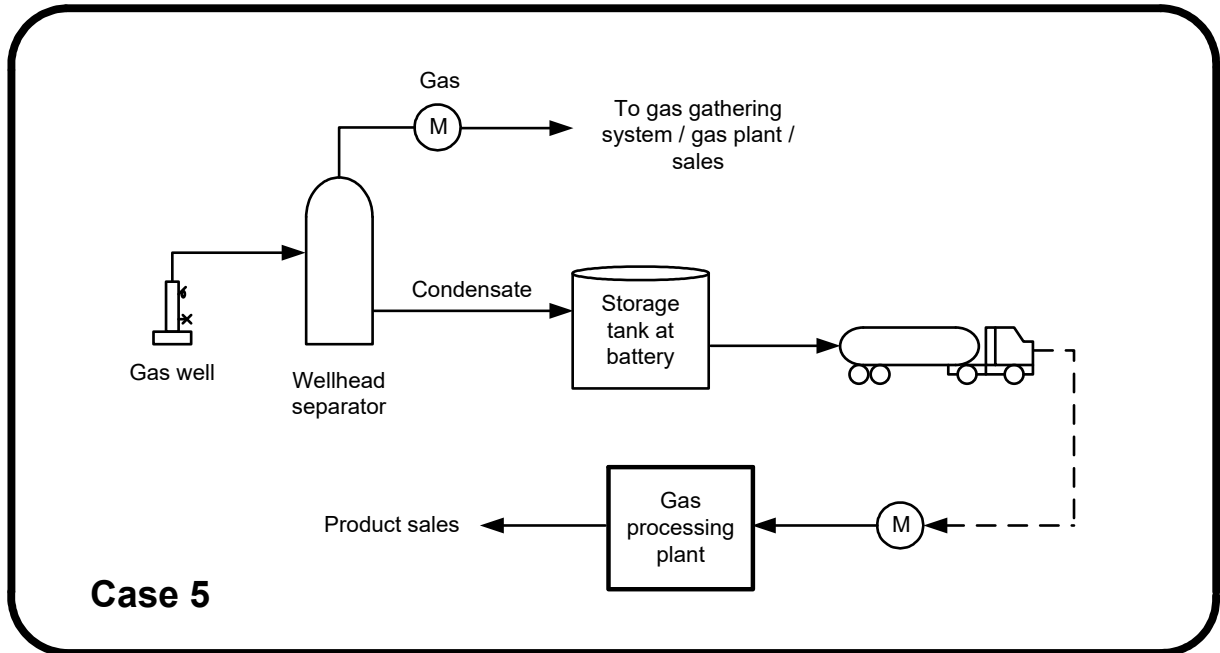 Gas
M
To gas gathering
system / gas plant /
sales
Condensate
Storage
tank at
battery
Gas well
Wellhead
separator
Product sales
Gas
processing
plant
M
Case 5